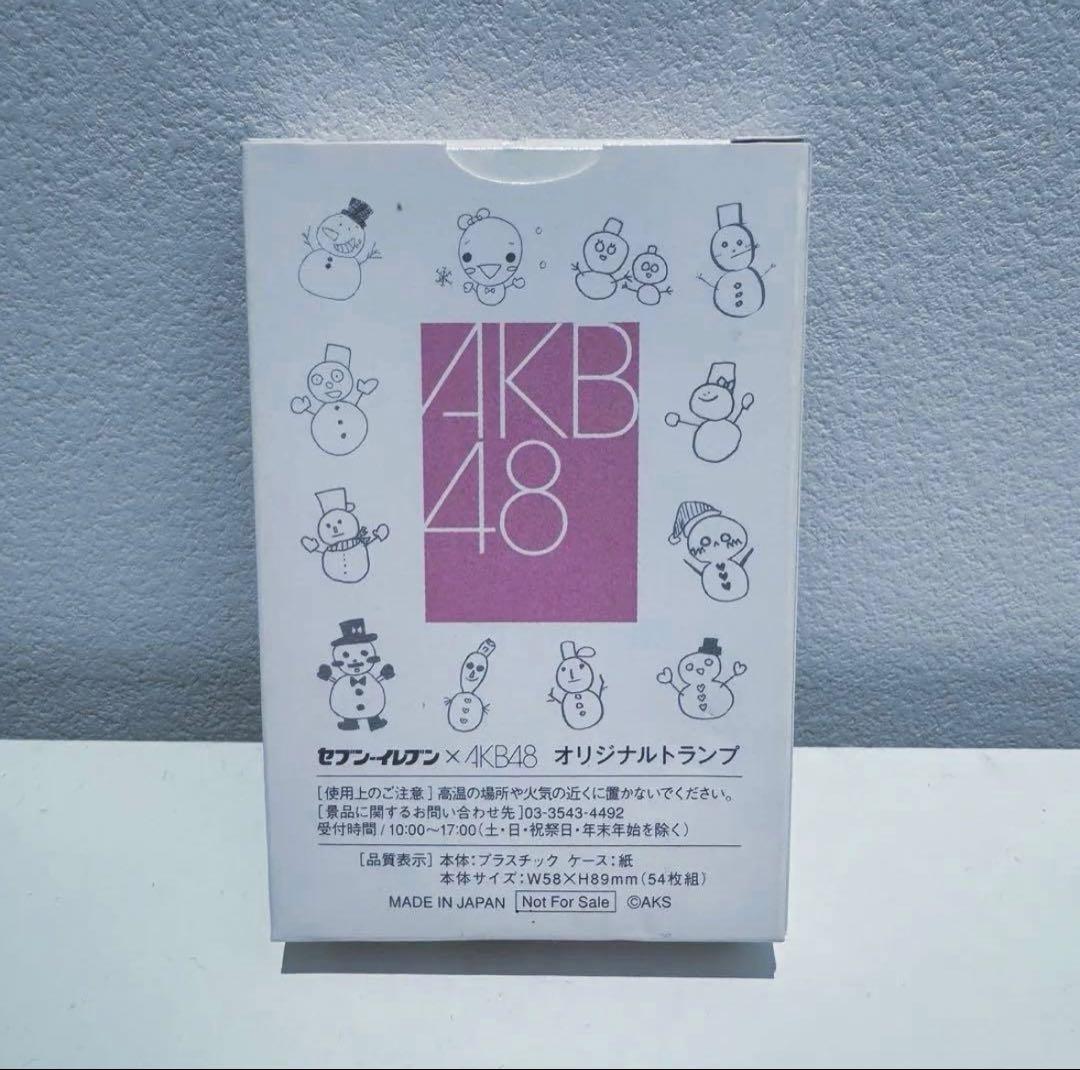 AKB
48
セブン-イレブン×AKB48 オリジナルトランプ
[使用上のご注意]高温の場所や火気の近くに置かないでください。
[景品に関するお問い合わせ先]03-3543-4492
受付時間/10:00〜17:00(土・日・祝祭日・年末年始を除く)
[品質表示]本体:プラスチック ケース:紙
本体サイズ:W58×H89mm(54枚組)
MADE IN JAPAN Not For Sale ©AKS